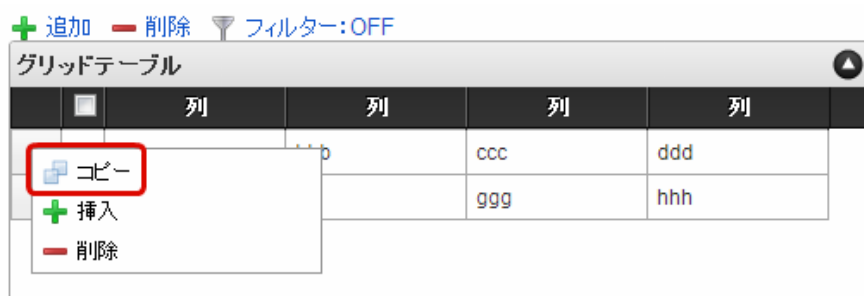 追加 削除 フィルター：OFF
グリッドテーブル
列 列 列 列
ccc ddd
コピー
挿入 ggg hhh
削除